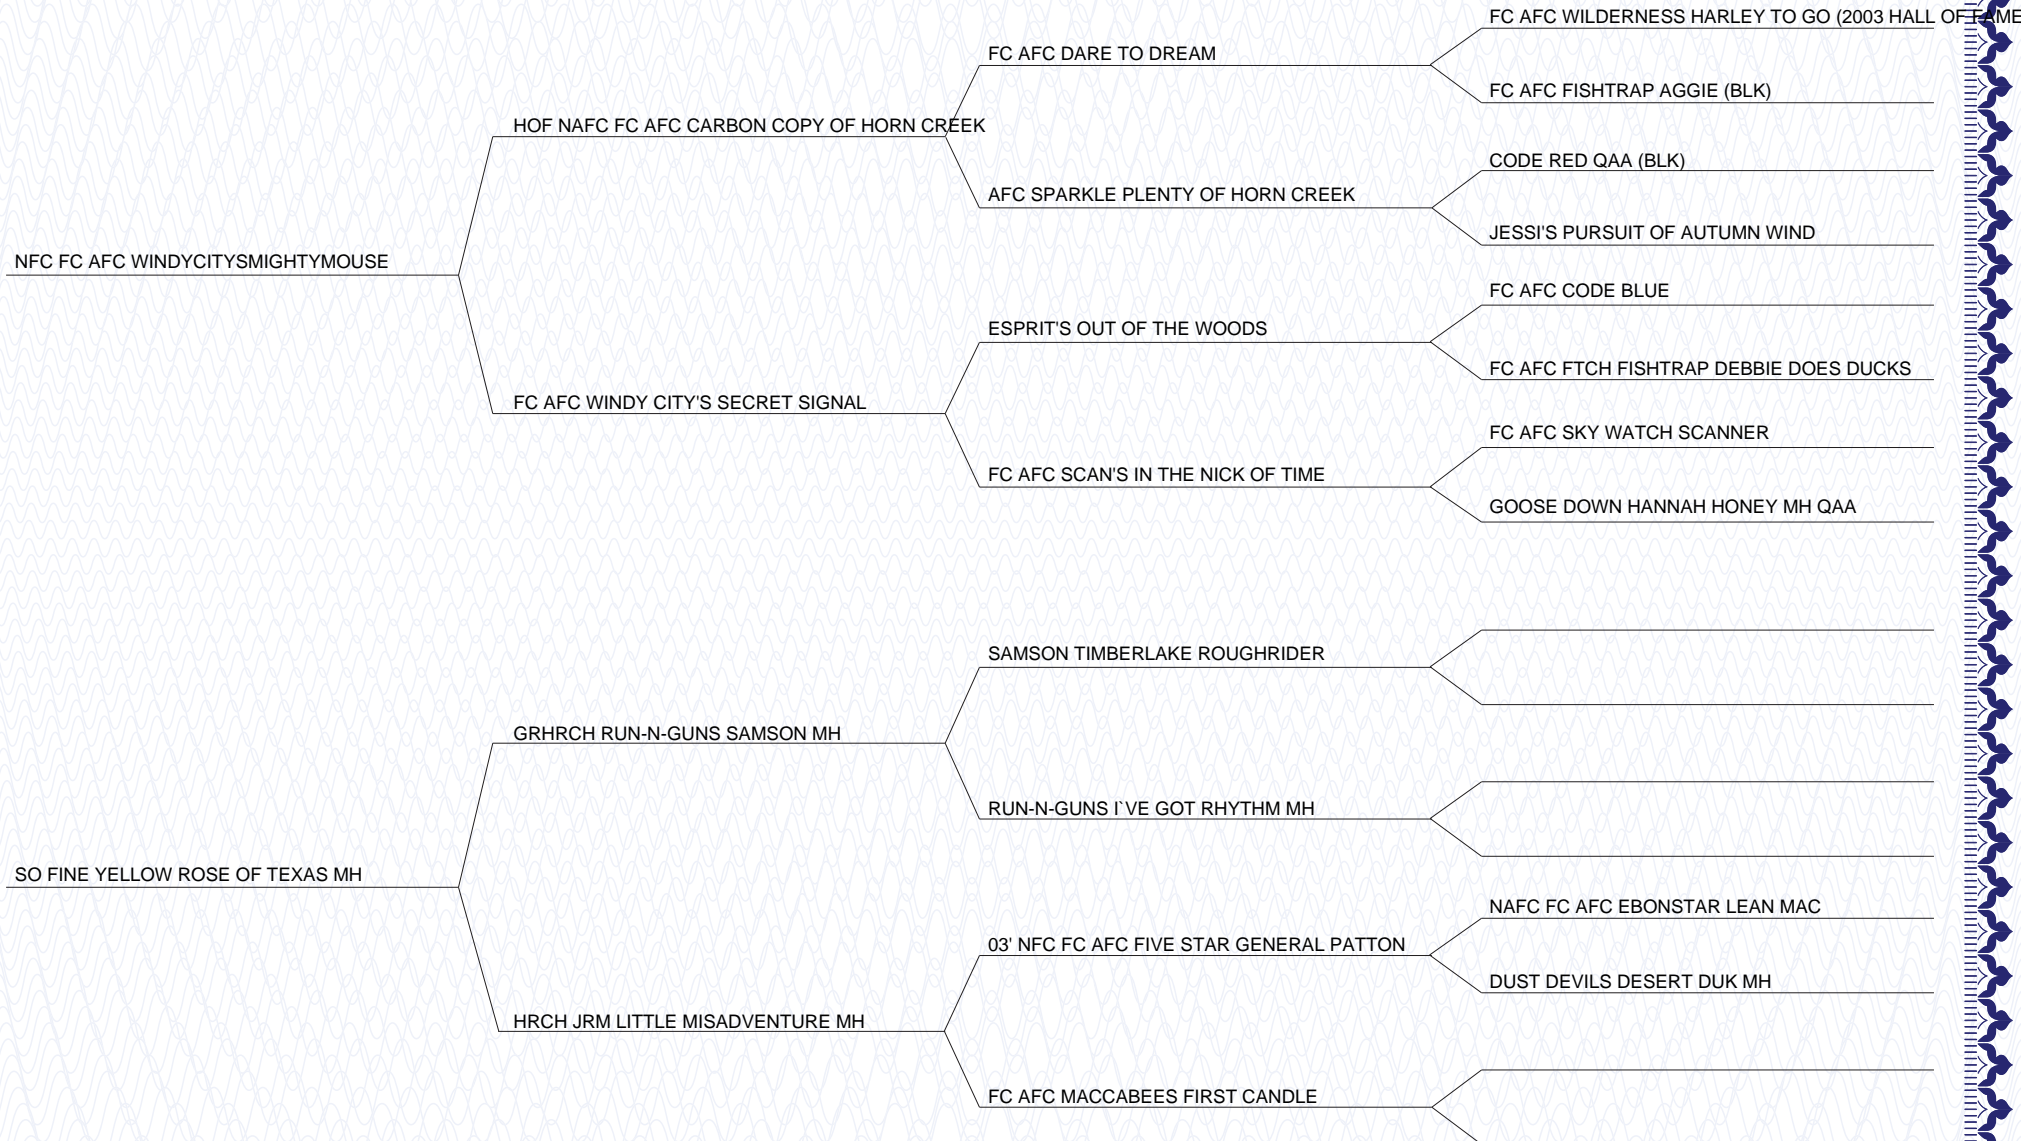 FC AFC WILDERNESS HARLEY TO GO (2003 HALL OF FAME
FC AFC DARE TO DREAM
FC AFC FISHTRAP AGGIE (BLK)
HOF NAFC FC AFC CARBON COPY OF HORN CREEK
CODE RED QAA (BLK)
AFC SPARKLE PLENTY OF HORN CREEK
JESSI'S PURSUIT OF AUTUMN WIND
NFC FC AFC WINDYCITYSMIGHTYMOUSE
FC AFC CODE BLUE
ESPRIT'S OUT OF THE WOODS
FC AFC FTCH FISHTRAP DEBBIE DOES DUCKS
FC AFC WINDY CITY'S SECRET SIGNAL
FC AFC SKY WATCH SCANNER
FC AFC SCAN'S IN THE NICK OF TIME
GOOSE DOWN HANNAH HONEY MH QAA
SAMSON TIMBERLAKE ROUGHRIDER
GRHRCH RUN-N-GUNS SAMSON MH
RUN-N-GUNS I`VE GOT RHYTHM MH
SO FINE YELLOW ROSE OF TEXAS MH
NAFC FC AFC EBONSTAR LEAN MAC
03' NFC FC AFC FIVE STAR GENERAL PATTON
DUST DEVILS DESERT DUK MH
HRCH JRM LITTLE MISADVENTURE MH
FC AFC MACCABEES FIRST CANDLE